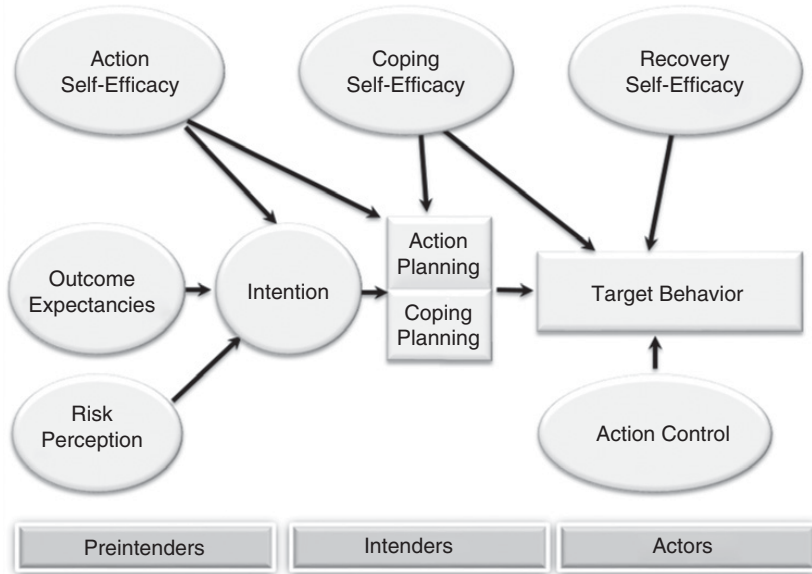 Action
Self-Efficacy
Coping
Self-Efficacy
Recovery
Self-Efficacy
Outcome
Expectancies
Intention
Action
Planning
Coping
Planning
Target Behavior
Risk
Perception
Action Control
Preintenders
Intenders
Actors